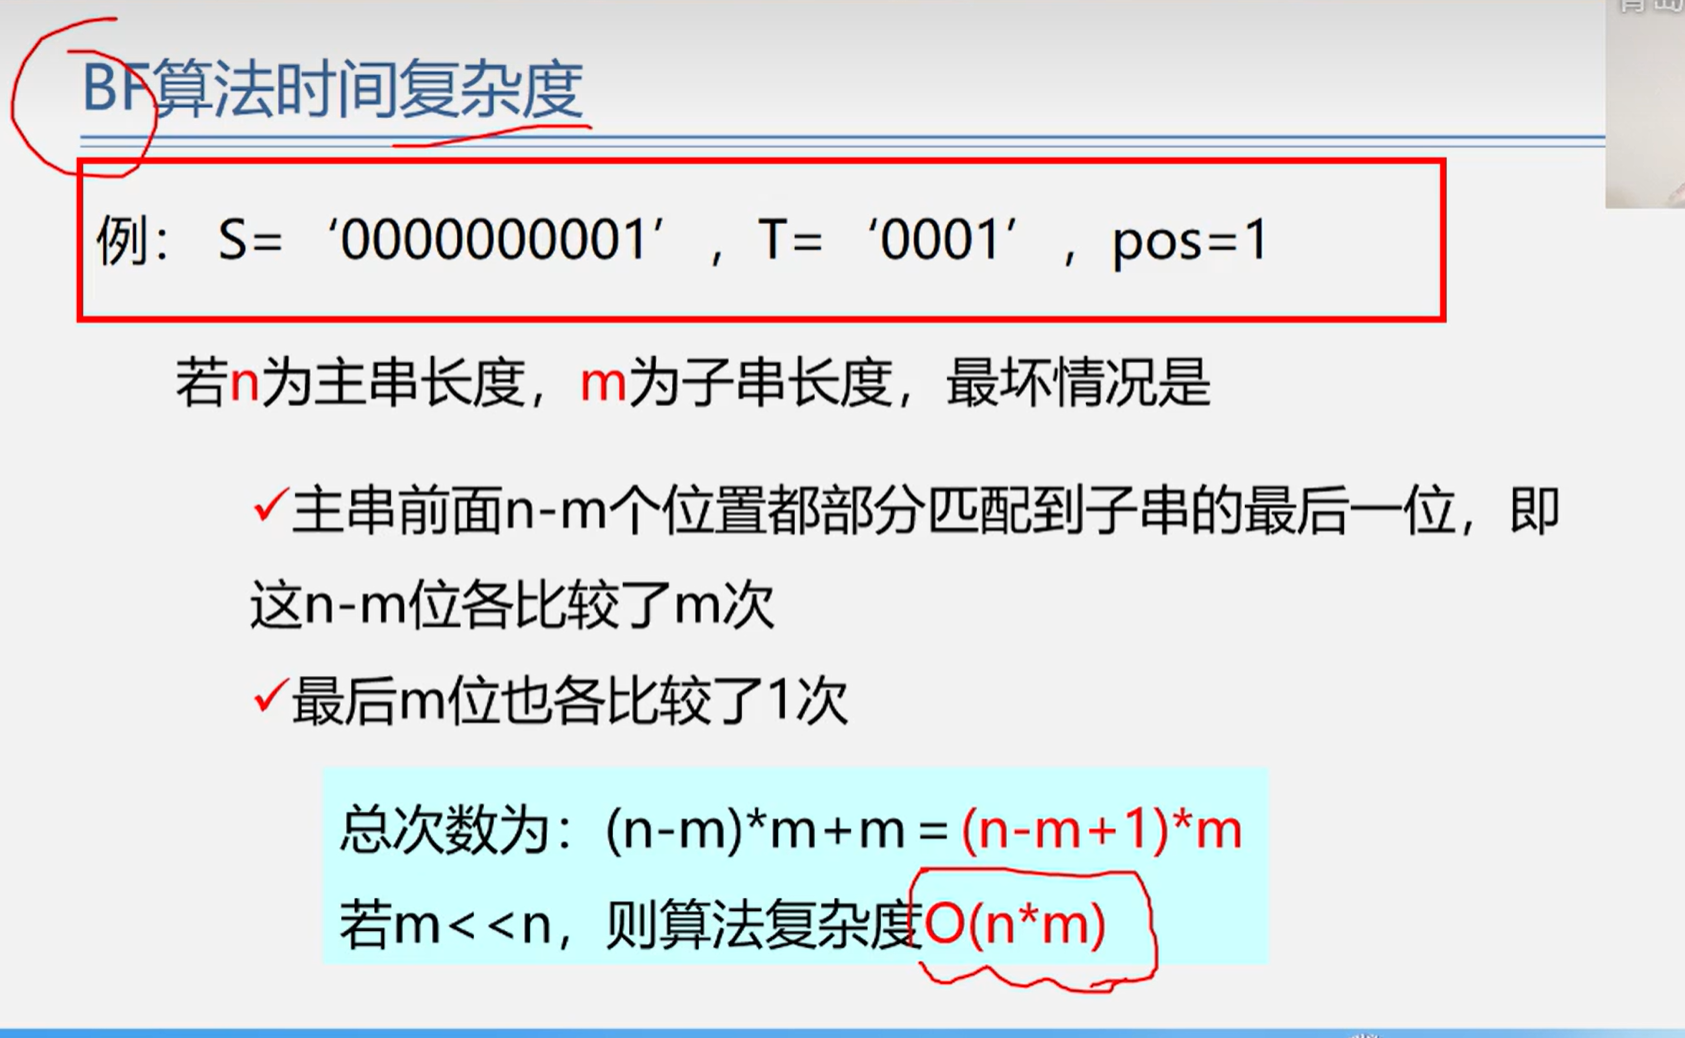 青岛
BF算法时间复杂度
例： S= ‘0000000001’ ，T= ‘0001’ ，pos=1
若n为主串长度，m为子串长度，最坏情况是
✓主串前面n-m个位置都部分匹配到子串的最后一位，即
这n-m位各比较了m次
✓最后m位也各比较了1次
总次数为：(n-m)*m+m＝(n-m+1)*m
若m<<n，则算法复杂度O(n*m)